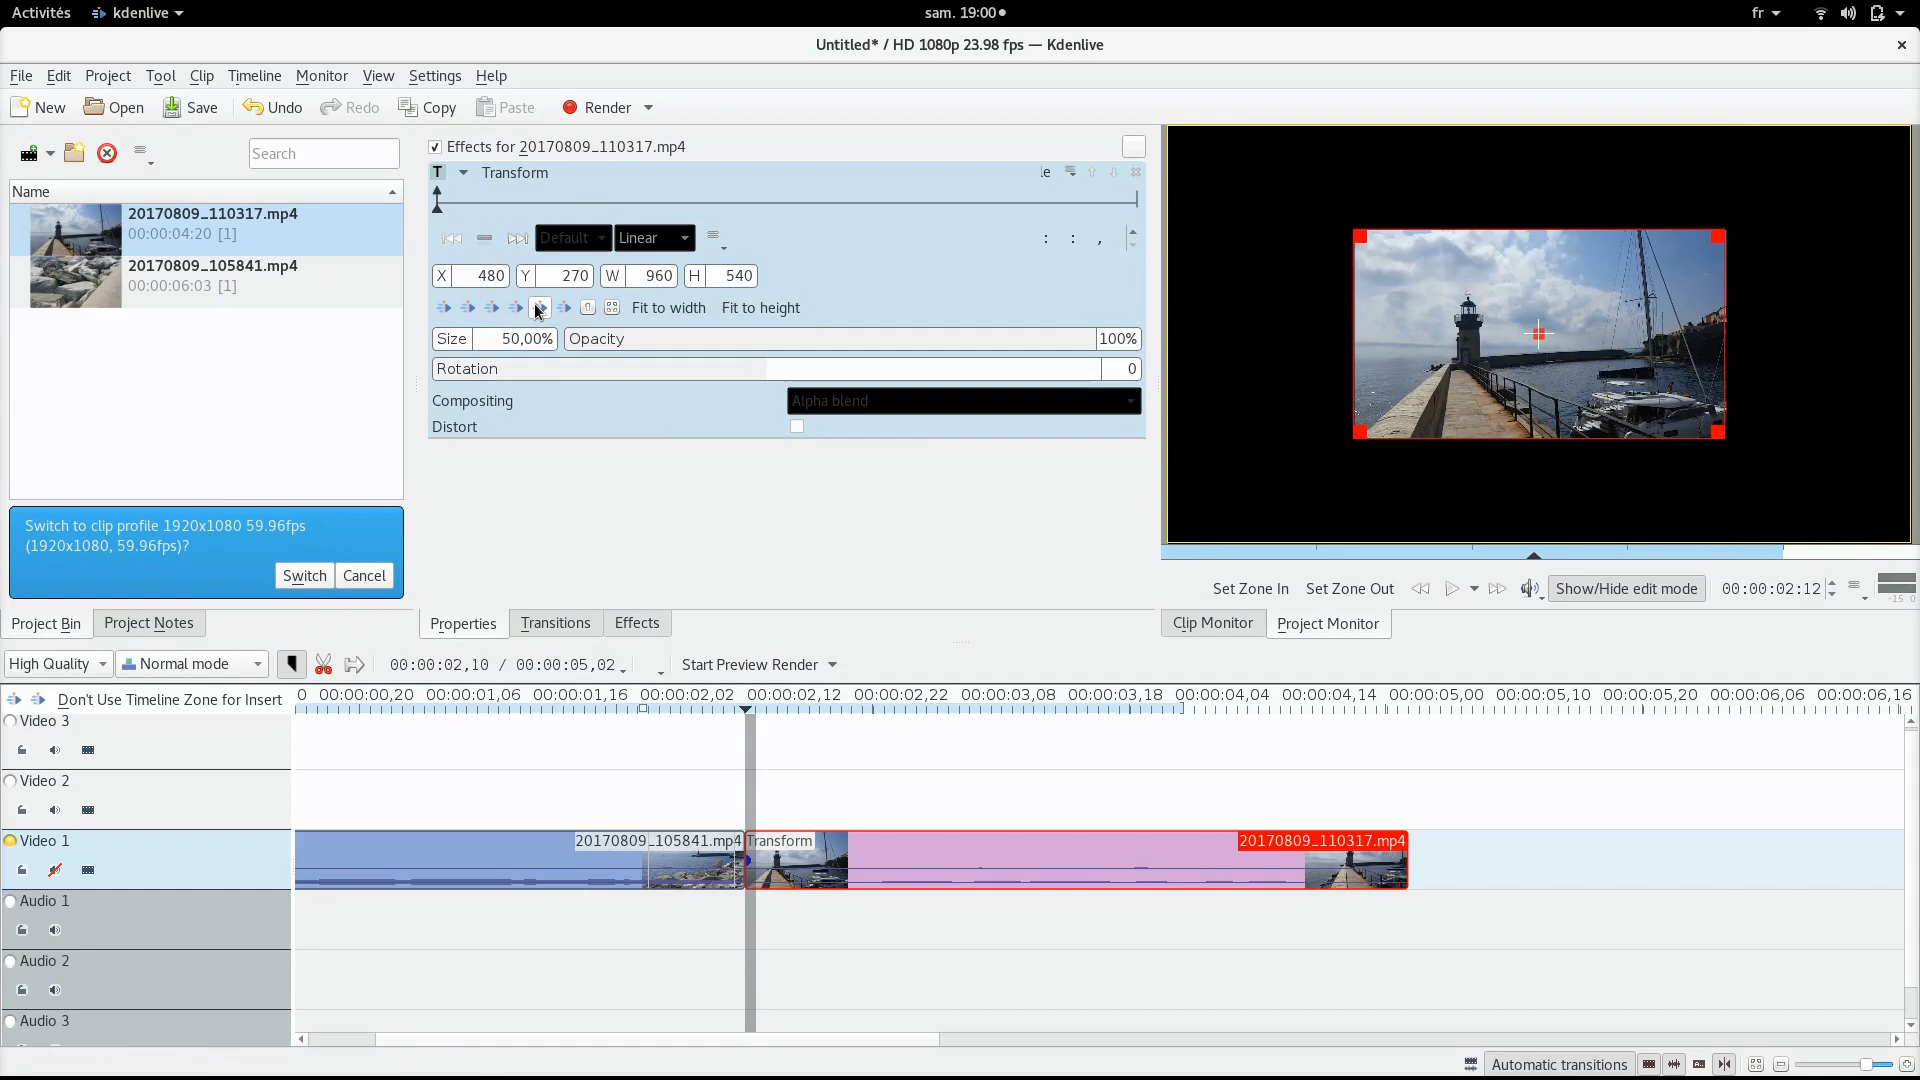 Activités kdenlive sam. 19:00 fr
Untitled* / HD 1080p 23.98 fps — Kdenlive
File Edit Project Tool Clip Timeline Monitor View Settings Help
New Open Save Undo Redo Copy Paste Render
Search
Name
20170809_110317.mp4
00:00:04:20 [1]
20170809_105841.mp4
00:00:06:03 [1]
Switch to clip profile 1920x1080 59.96fps
(1920x1080, 59.96fps)?
Switch Cancel
Project Bin Project Notes
Effects for 20170809_110317.mp4
T Transform le
Default Linear : : ,
X 480 Y 270 W 960 H 540
Fit to width Fit to height
Size 50,00% Opacity 100%
Rotation 0
Compositing Alpha blend
Distort
Properties Transitions Effects
Set Zone In Set Zone Out Show/Hide edit mode 00:00:02:12 -15 0
Clip Monitor Project Monitor
High Quality Normal mode 00:00:02,10 / 00:00:05,02 Start Preview Render
Don't Use Timeline Zone for Insert
0 00:00:00,20 00:00:01,06 00:00:01,16 00:00:02,02 00:00:02,12 00:00:02,22 00:00:03,08 00:00:03,18 00:00:04,04 00:00:04,14 00:00:05,00 00:00:05,10 00:00:05,20 00:00:06,06 00:00:06,16
Video 3
Video 2
Video 1
20170809_105841.mp4 Transform 20170809_110317.mp4
Audio 1
Audio 2
Audio 3
Automatic transitions